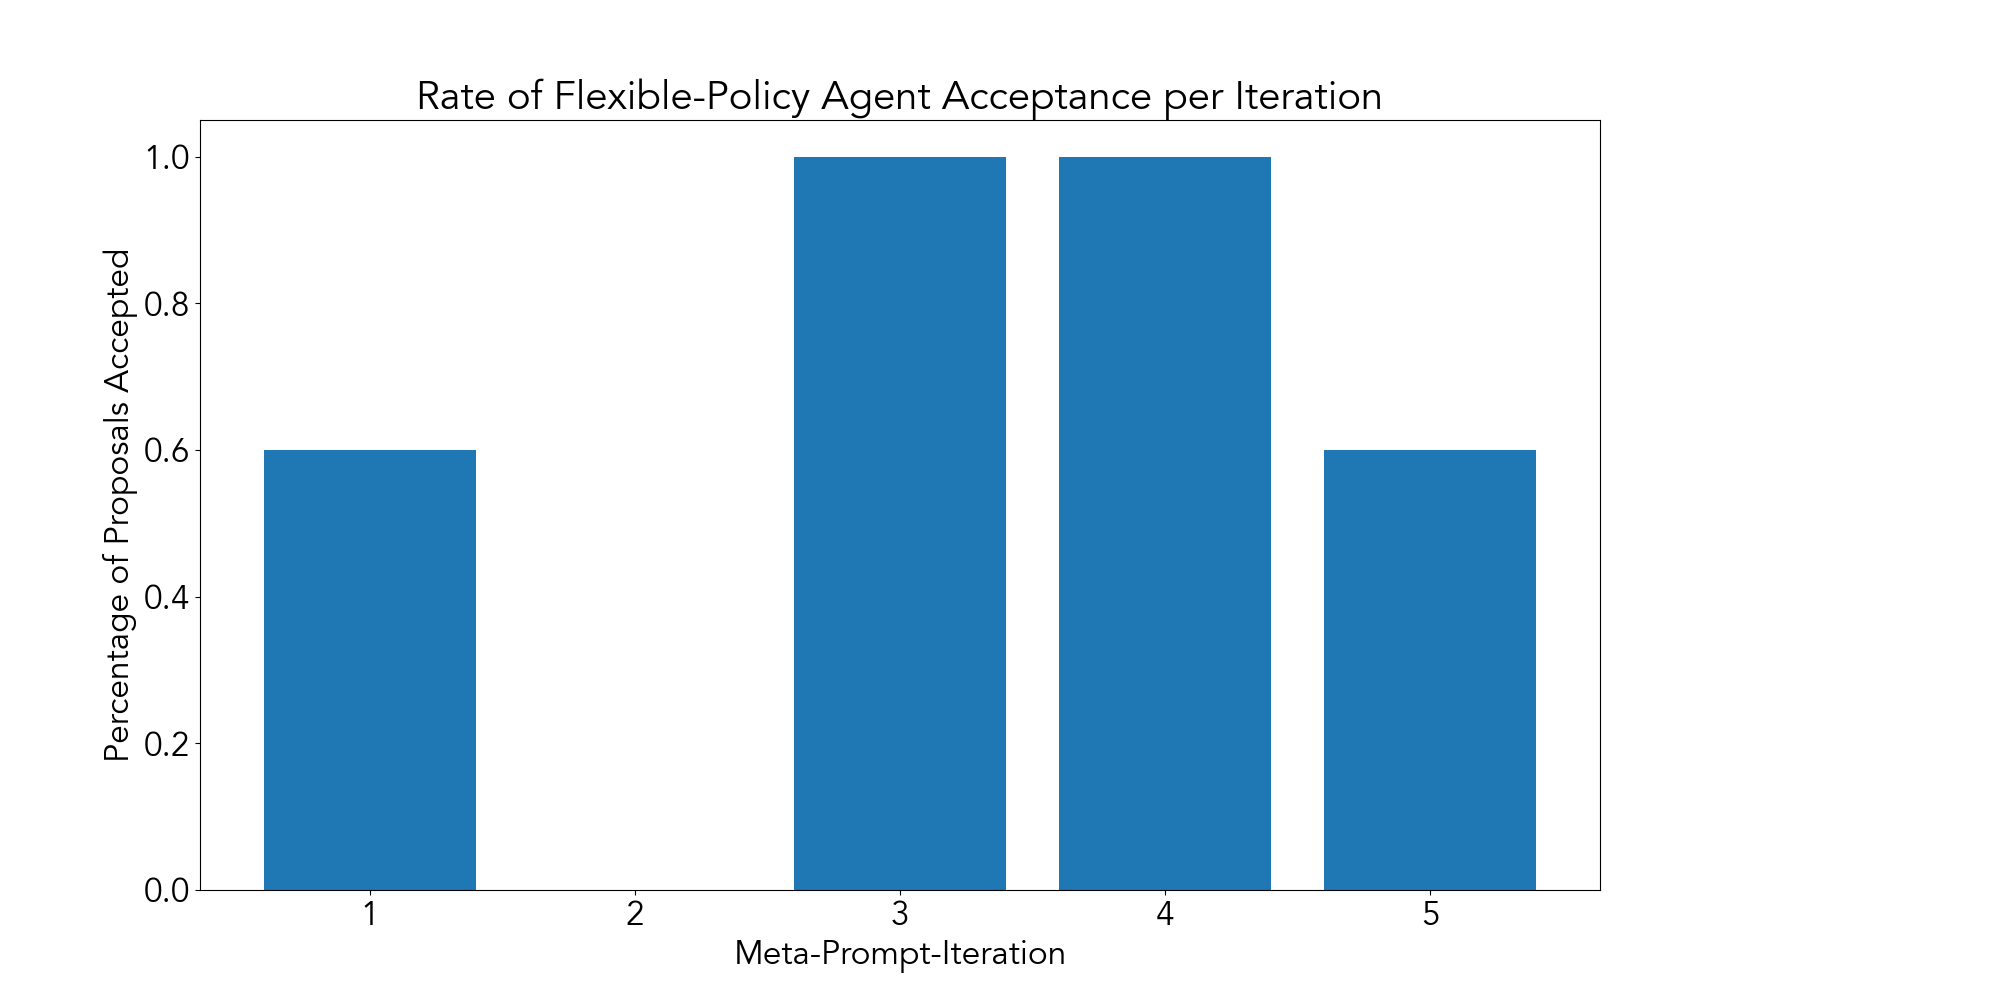 Rate of Flexible-Policy Agent Acceptance per Iteration
Percentage of Proposals Accepted
1.0
0.8
0.6
0.4
0.2
0.0
1 2 3 4 5
Meta-Prompt-Iteration